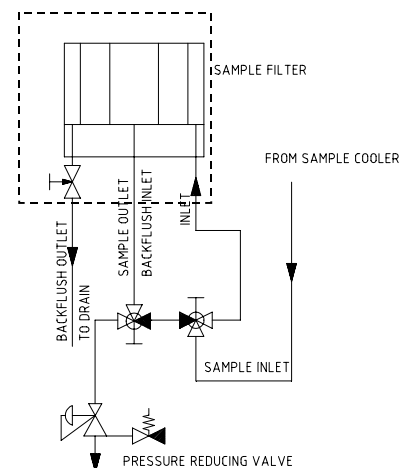 SAMPLE FILTER
FROM SAMPLE COOLER
BACKFLUSH OUTLET
TO DRAIN
SAMPLE OUTLET
BACKFLUSH INLET
INLET
SAMPLE INLET
PRESSURE REDUCING VALVE